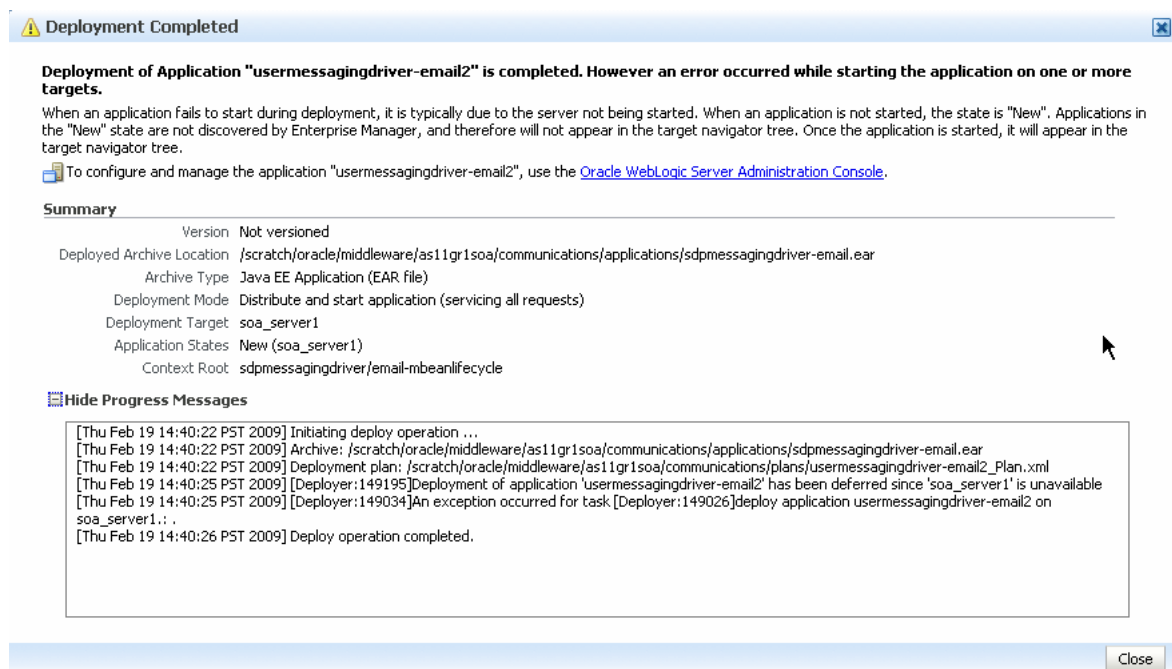 Deployment Completed
Deployment of Application "usermessagingdriver-email2" is completed. However an error occurred while starting the application on one or more
targets.
When an application fails to start during deployment, it is typically due to the server not being started. When an application is not started, the state is "New". Applications in
the "New" state are not discovered by Enterprise Manager, and therefore will not appear in the target navigator tree. Once the application is started, it will appear in the
target navigator tree.
To configure and manage the application "usermessagingdriver-email2", use the Oracle WebLogic Server Administration Console.
Summary
Version Not versioned
Deployed Archive Location /scratch/oracle/middleware/as11gr1soa/communications/applications/sdpmessagingdriver-email.ear
Archive Type Java EE Application (EAR file)
Deployment Mode Distribute and start application (servicing all requests)
Deployment Target soa_server1
Application States New (soa_server1)
Context Root sdpmessagingdriver/email-mbeanlifecycle
Hide Progress Messages
[Thu Feb 19 14:40:22 PST 2009] Initiating deploy operation ...
[Thu Feb 19 14:40:22 PST 2009] Archive: /scratch/oracle/middleware/as11gr1soa/communications/applications/sdpmessagingdriver-email.ear
[Thu Feb 19 14:40:22 PST 2009] Deployment plan: /scratch/oracle/middleware/as11gr1soa/communications/plans/usermessagingdriver-email2_Plan.xml
[Thu Feb 19 14:40:25 PST 2009] [Deployer:149195]Deployment of application 'usermessagingdriver-email2' has been deferred since 'soa_server1' is unavailable
[Thu Feb 19 14:40:25 PST 2009] [Deployer:149034]An exception occurred for task [Deployer:149026]deploy application usermessagingdriver-email2 on
soa_server1.: .
[Thu Feb 19 14:40:26 PST 2009] Deploy operation completed.
Close